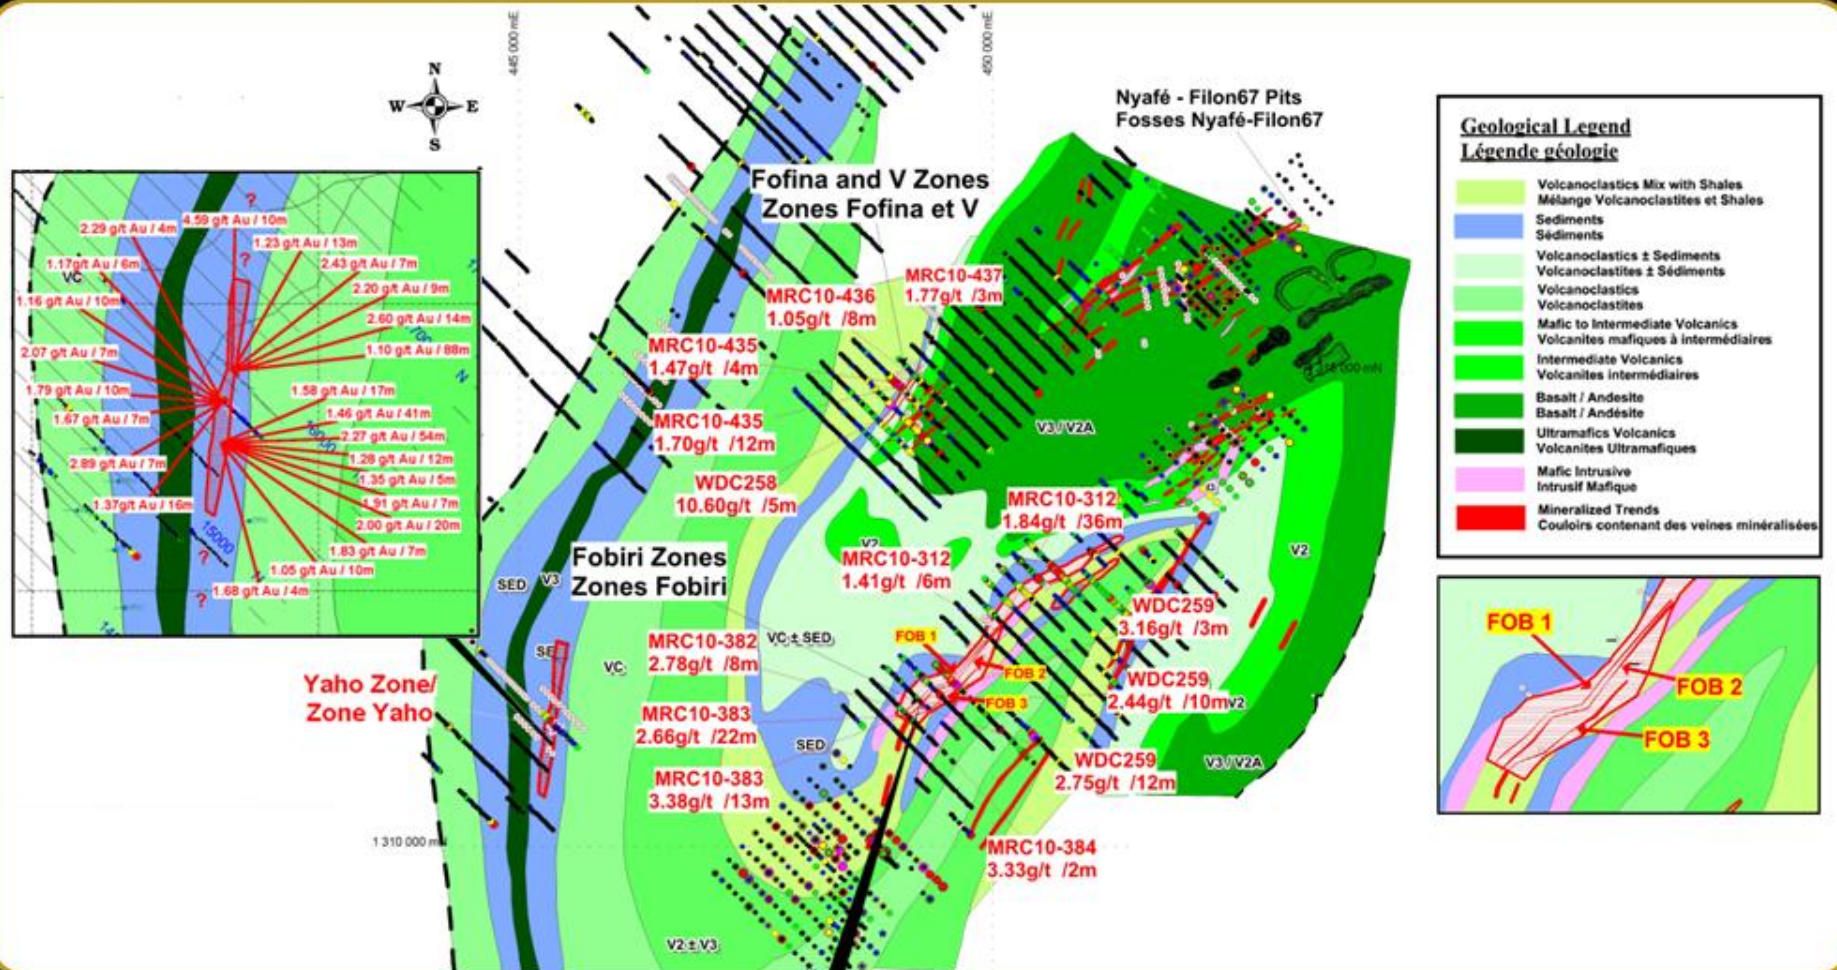 445 000 mE
450 000 mE
N
W E
S
Nyafé - Filon67 Pits
Fosses Nyafé-Filon67
Fofina and V Zones
Zones Fofina et V
MRC10-437
1.77g/t /3m
MRC10-436
1.05g/t /8m
MRC10-435
1.47g/t /4m
MRC10-435
1.70g/t /12m
WDC258
10.60g/t /5m
V3 / V2A
MRC10-312
1.84g/t /36m
V2
MRC10-312
1.41g/t /6m
V2
Fobiri Zones
Zones Fobiri
SED
V3
WDC259
3.16g/t /3m
VC ± SED
MRC10-382
2.78g/t /8m
VC
FOB 1
FOB 2
FOB 3
WDC259
2.44g/t /10m
V2
Yaho Zone/
Zone Yaho
MRC10-383
2.66g/t /22m
SED
MRC10-383
3.38g/t /13m
WDC259
2.75g/t /12m
V3 / V2A
1 310 000 m
MRC10-384
3.33g/t /2m
V2 ± V3
2.29 g/t Au / 4m
4.59 g/t Au / 10m
?
1.23 g/t Au / 13m
?
1.17g/t Au / 6m
2.43 g/t Au / 7m
VC
2.20 g/t Au / 9m
1.16 g/t Au / 10m
2.60 g/t Au / 14m
2.07 g/t Au / 7m
1.10 g/t Au / 88m
N
1.79 g/t Au / 10m
1.58 g/t Au / 17m
1.67 g/t Au / 7m
1.46 g/t Au / 41m
2.27 g/t Au / 54m
2.89 g/t Au / 7m
1.28 g/t Au / 12m
1.35 g/t Au / 5m
1.37g/t Au / 16m
1.91 g/t Au / 7m
2.00 g/t Au / 20m
15000
?
1.83 g/t Au / 7m
1.05 g/t Au / 10m
?
1.68 g/t Au / 4m
Geological Legend
Légende géologie
Volcanoclastics Mix with Shales
Mélange Volcanoclastites et Shales
Sediments
Sédiments
Volcanoclastics ± Sediments
Volcanoclastites ± Sédiments
Volcanoclastics
Volcanoclastites
Mafic to Intermediate Volcanics
Volcanites mafiques à intermédiaires
Intermediate Volcanics
Volcanites intermédiaires
Basalt / Andesite
Basalt / Andésite
Ultramafics Volcanics
Volcanites Ultramafiques
Mafic Intrusive
Intrusif Mafique
Mineralized Trends
Couloirs contenant des veines minéralisées
FOB 1
FOB 2
FOB 3